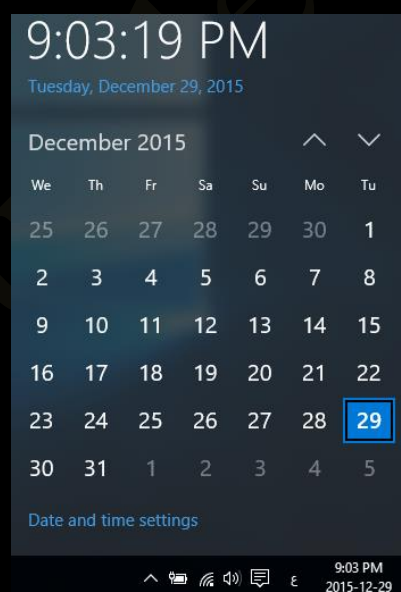 9:03:19 PM
Tuesday, December 29, 2015
December 2015
We Th Fr Sa Su Mo Tu
25 26 27 28 29 30 1
2 3 4 5 6 7 8
9 10 11 12 13 14 15
16 17 18 19 20 21 22
23 24 25 26 27 28 29
30 31 1 2 3 4 5
Date and time settings
ع 9:03 PM
2015-12-29